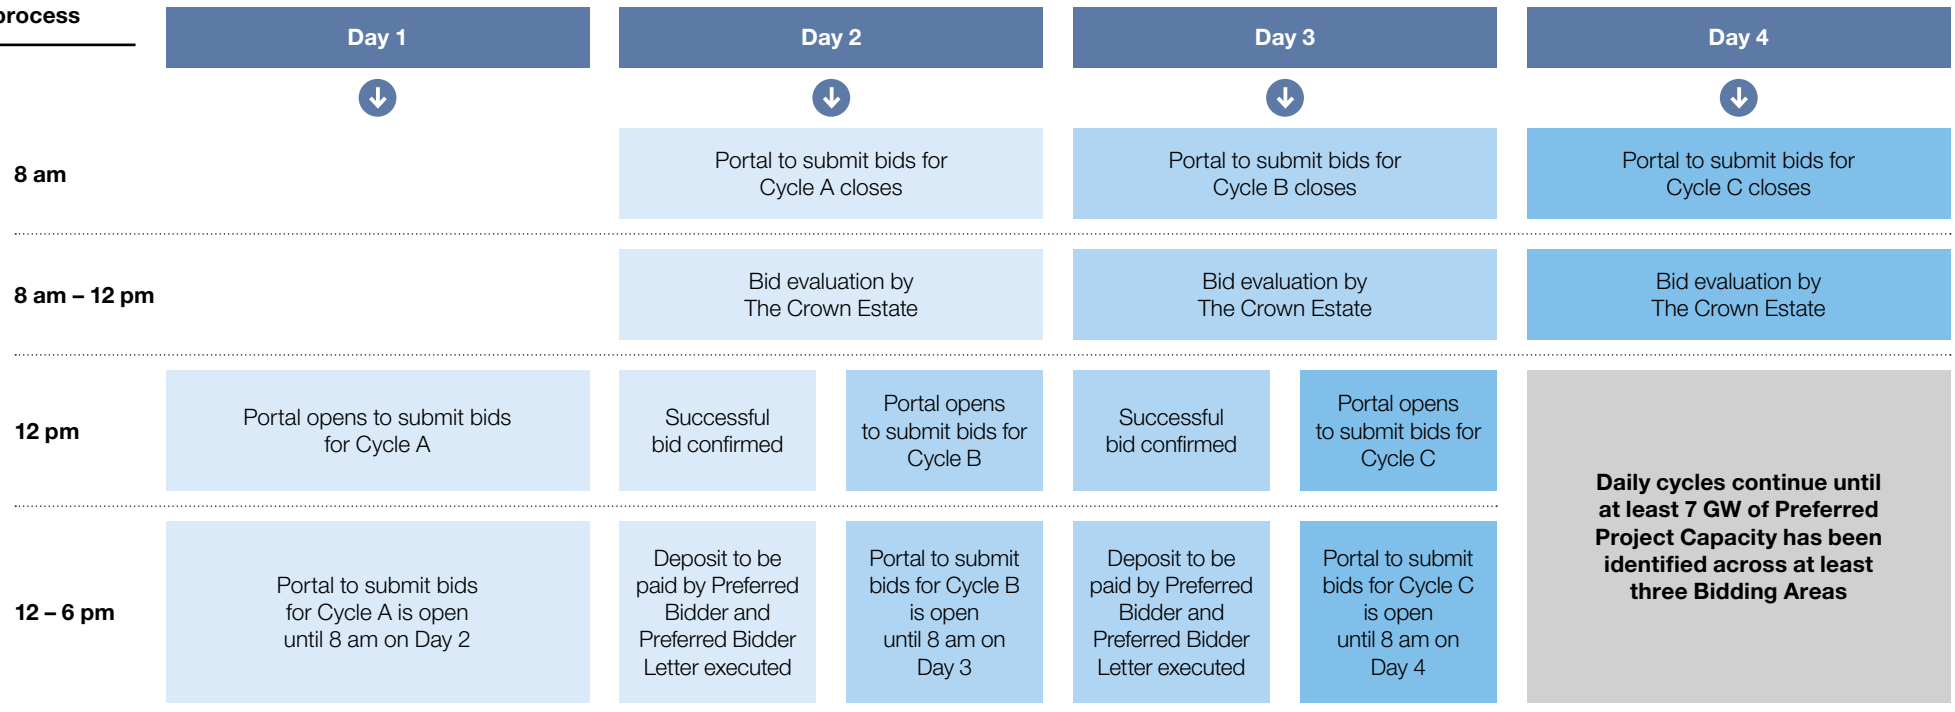 process
Day 1
Day 2
Day 3
Day 4
8 am
Portal to submit bids for
Cycle A closes
Portal to submit bids for
Cycle B closes
Portal to submit bids for
Cycle C closes
8 am – 12 pm
Bid evaluation by
The Crown Estate
Bid evaluation by
The Crown Estate
Bid evaluation by
The Crown Estate
12 pm
Portal opens to submit bids
for Cycle A
Successful
bid confirmed
Portal opens
to submit bids for
Cycle B
Successful
bid confirmed
Portal opens
to submit bids for
Cycle C
12 – 6 pm
Portal to submit bids
for Cycle A is open
until 8 am on Day 2
Deposit to be
paid by Preferred
Bidder and
Preferred Bidder
Letter executed
Portal to submit
bids for Cycle B
is open
until 8 am on
Day 3
Deposit to be
paid by Preferred
Bidder and
Preferred Bidder
Letter executed
Portal to submit
bids for Cycle C
is open
until 8 am on
Day 4
Daily cycles continue until
at least 7 GW of Preferred
Project Capacity has been
identified across at least
three Bidding Areas